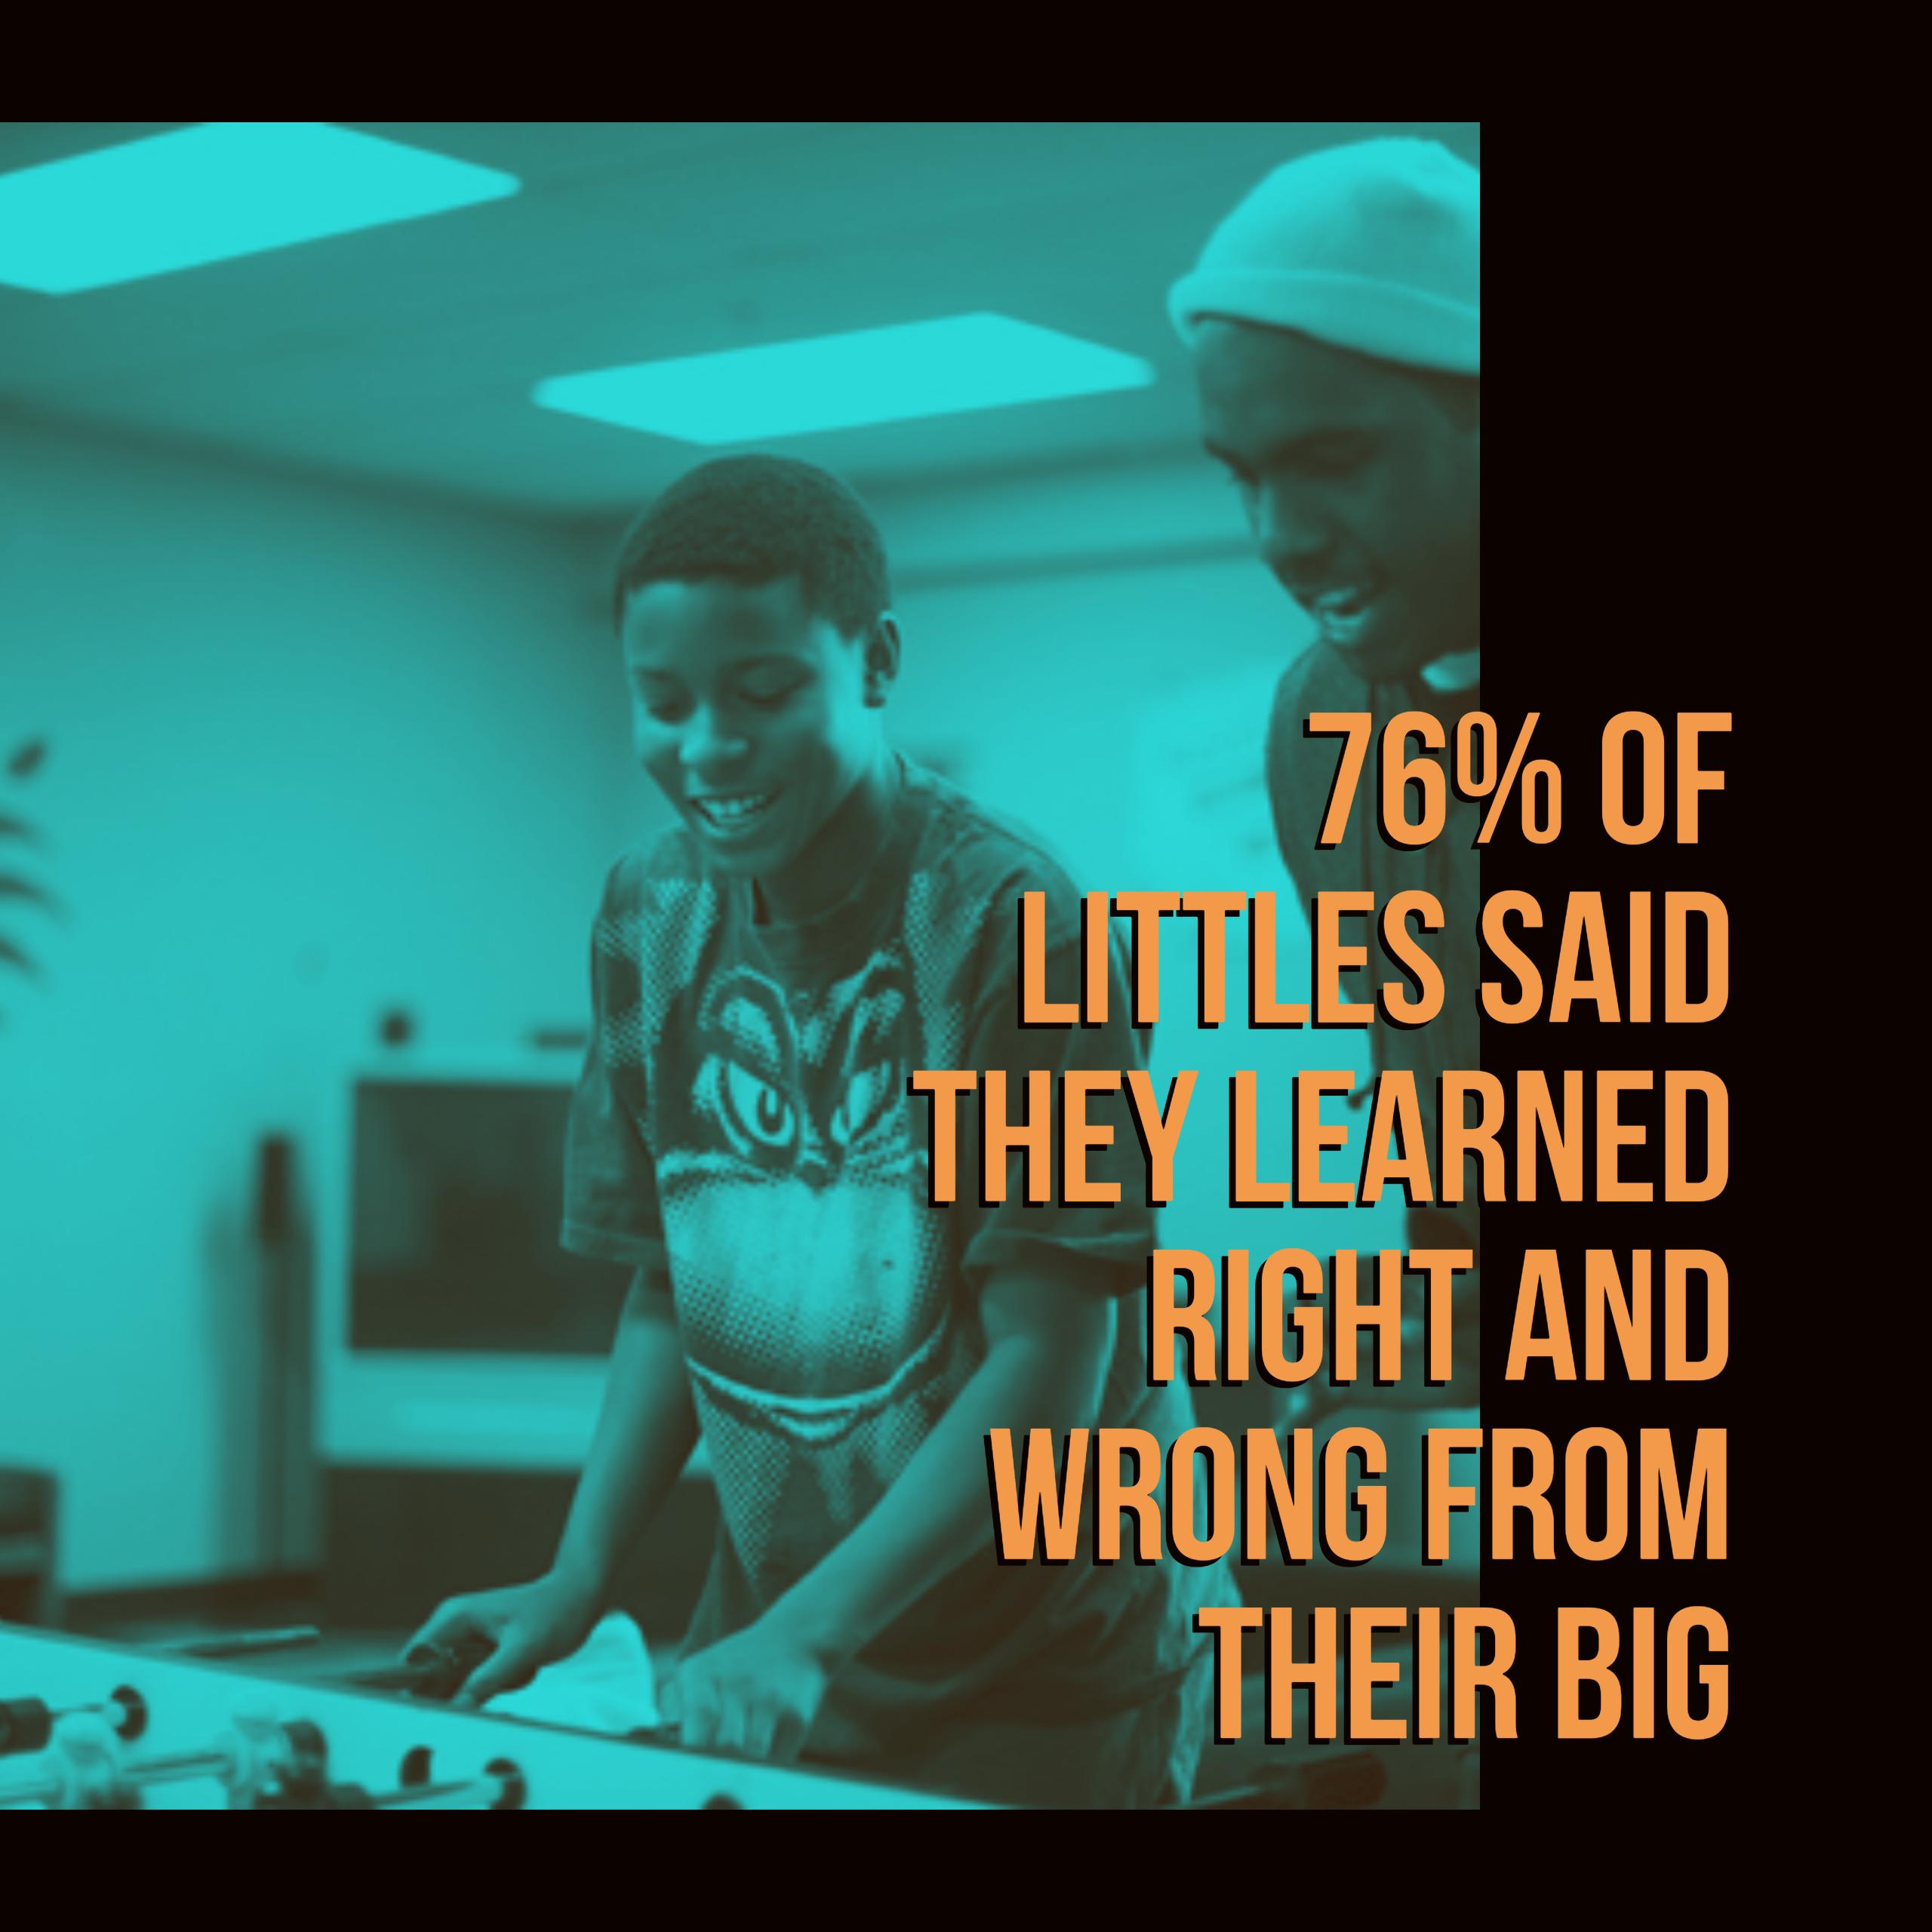 76% OF
LITTLES SAID
THEY LEARNED
RIGHT AND
WRONG FROM
THEIR BIG